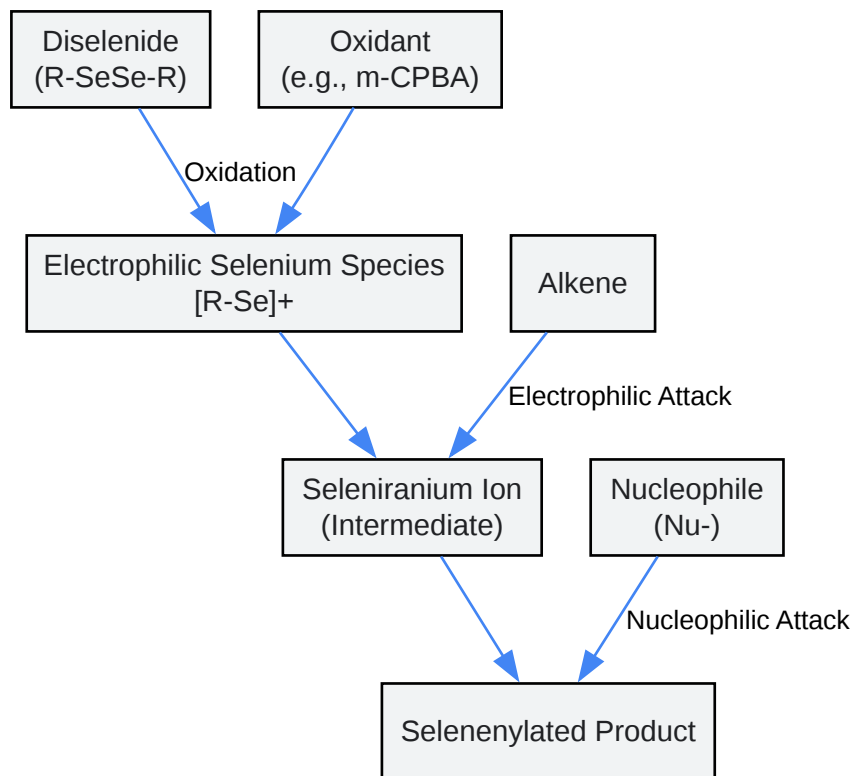 Diselenide
(R-SeSe-R)
Oxidant
(e.g., m-CPBA)
Oxidation
Electrophilic Selenium Species
[R-Se]+
Alkene
Electrophilic Attack
Seleniranium Ion
(Intermediate)
Nucleophile
(Nu-)
Nucleophilic Attack
Selenenylated Product